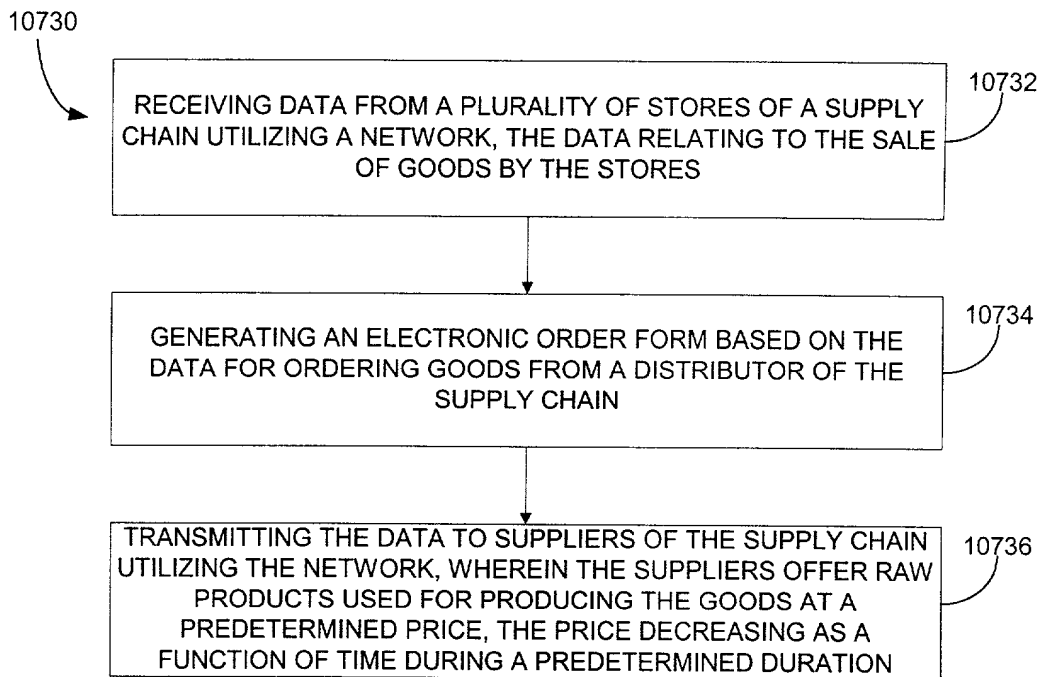 10730
10732
RECEIVING DATA FROM A PLURALITY OF STORES OF A SUPPLY
CHAIN UTILIZING A NETWORK, THE DATA RELATING TO THE SALE
OF GOODS BY THE STORES
10734
GENERATING AN ELECTRONIC ORDER FORM BASED ON THE
DATA FOR ORDERING GOODS FROM A DISTRIBUTOR OF THE
SUPPLY CHAIN
10736
TRANSMITTING THE DATA TO SUPPLIERS OF THE SUPPLY CHAIN
UTILIZING THE NETWORK, WHEREIN THE SUPPLIERS OFFER RAW
PRODUCTS USED FOR PRODUCING THE GOODS AT A
PREDETERMINED PRICE, THE PRICE DECREASING AS A
FUNCTION OF TIME DURING A PREDETERMINED DURATION